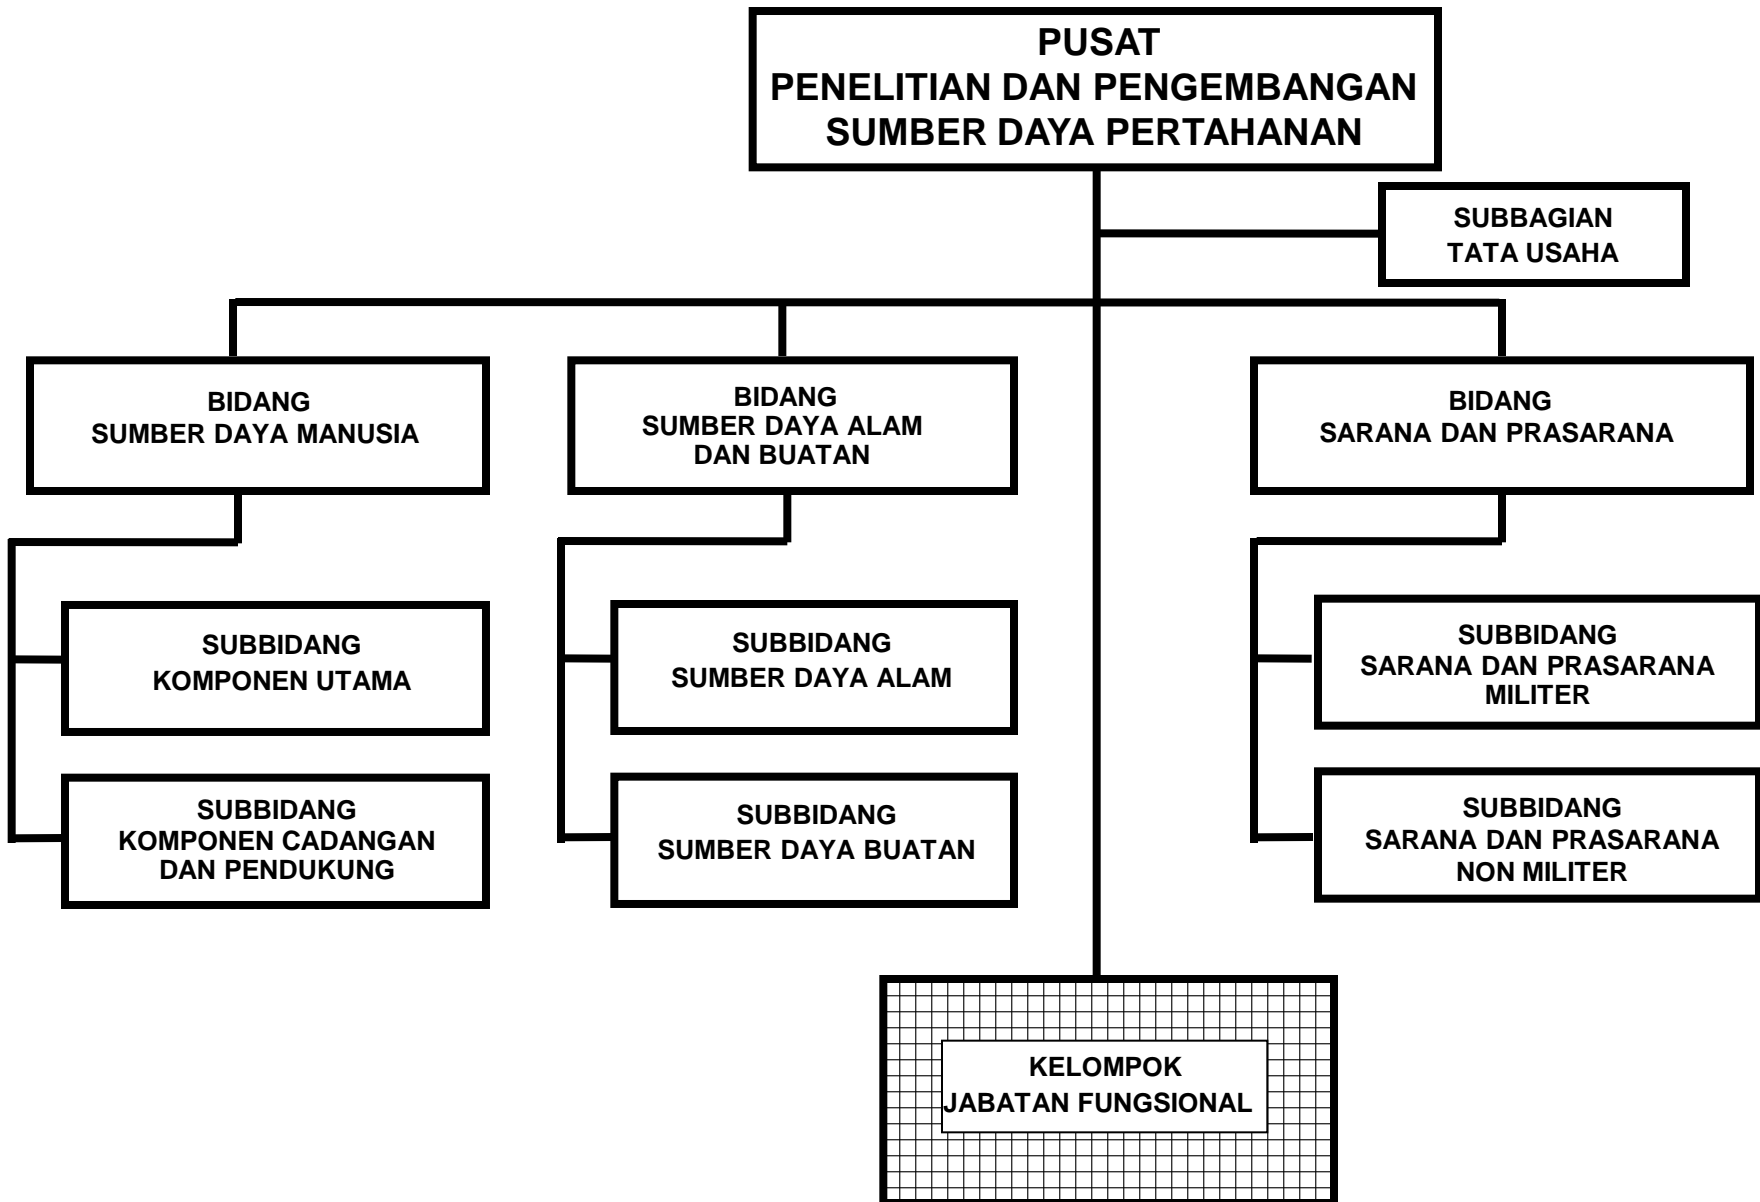 PUSAT
PENELITIAN DAN PENGEMBANGAN
SUMBER DAYA PERTAHANAN
SUBBAGIAN
TATA USAHA
BIDANG
SUMBER DAYA MANUSIA
BIDANG
SUMBER DAYA ALAM
DAN BUATAN
BIDANG
SARANA DAN PRASARANA
SUBBIDANG
KOMPONEN UTAMA
SUBBIDANG
SUMBER DAYA ALAM
SUBBIDANG
SARANA DAN PRASARANA
MILITER
SUBBIDANG
KOMPONEN CADANGAN
DAN PENDUKUNG
SUBBIDANG
SUMBER DAYA BUATAN
SUBBIDANG
SARANA DAN PRASARANA
NON MILITER
KELOMPOK
JABATAN FUNGSIONAL